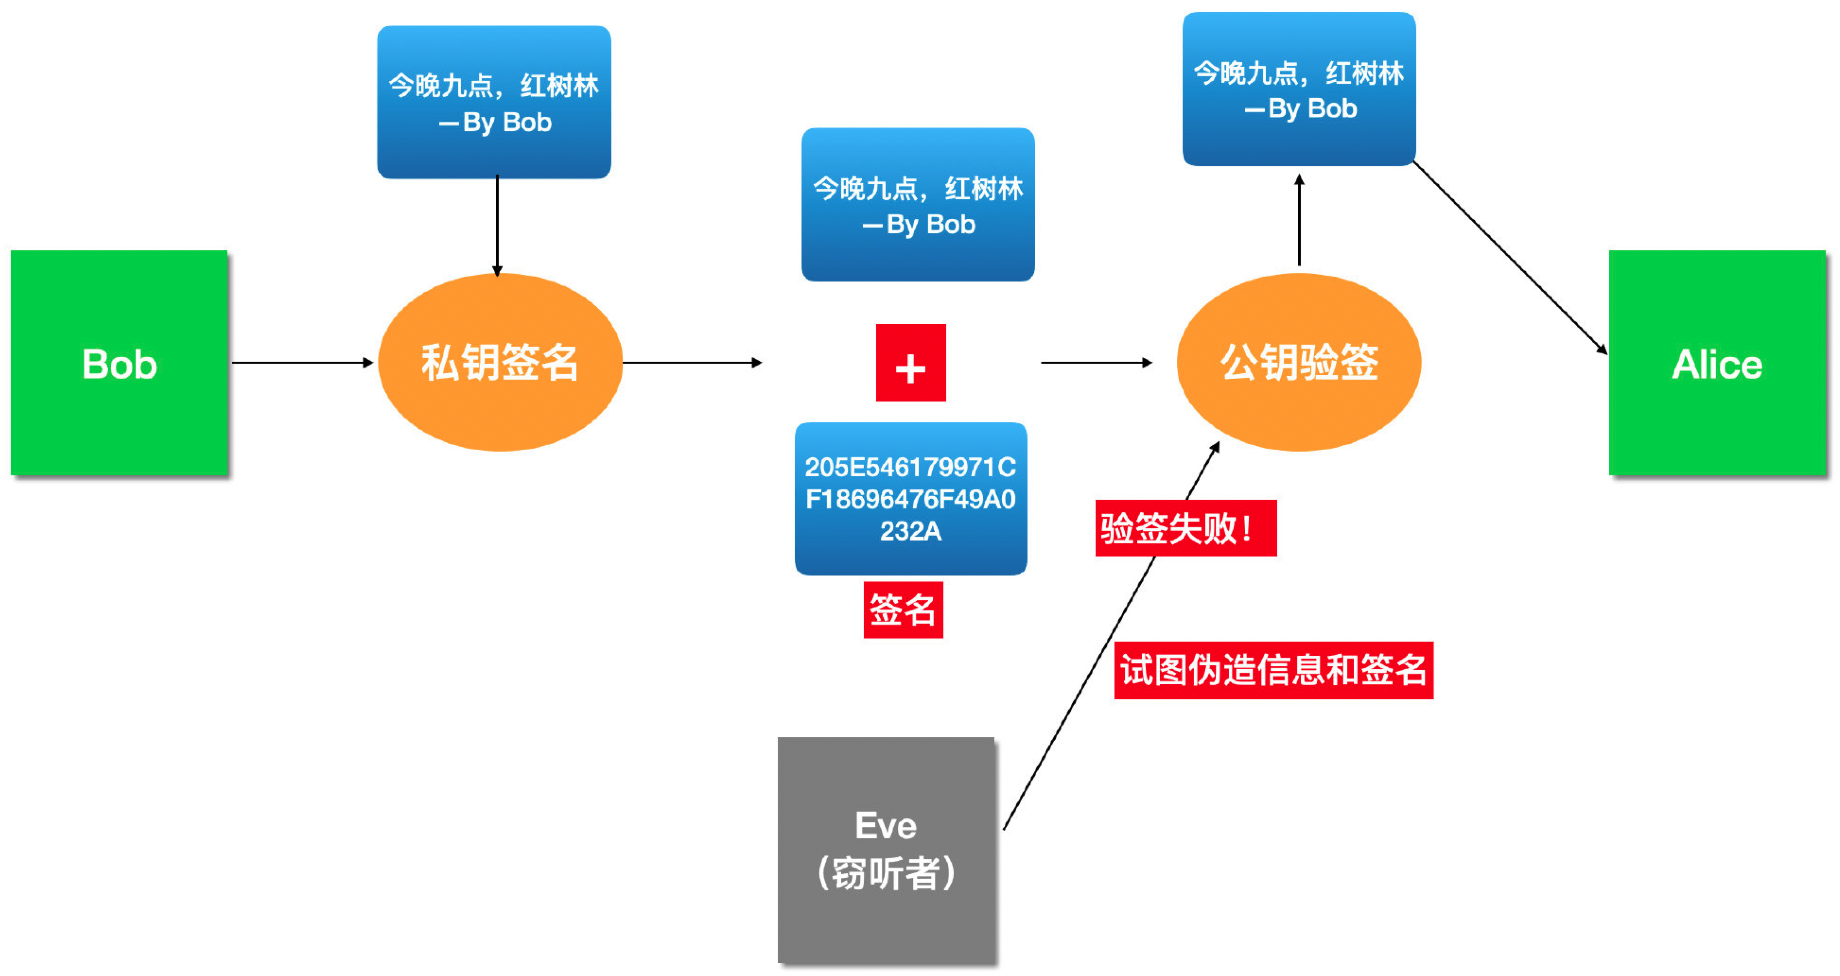 今晚九点，红树林
—By Bob
Bob
私钥签名
今晚九点，红树林
—By Bob
+
205E546179971C
F18696476F49A0
232A
签名
今晚九点，红树林
—By Bob
公钥验签
Alice
验签失败！
试图伪造信息和签名
Eve
（窃听者）